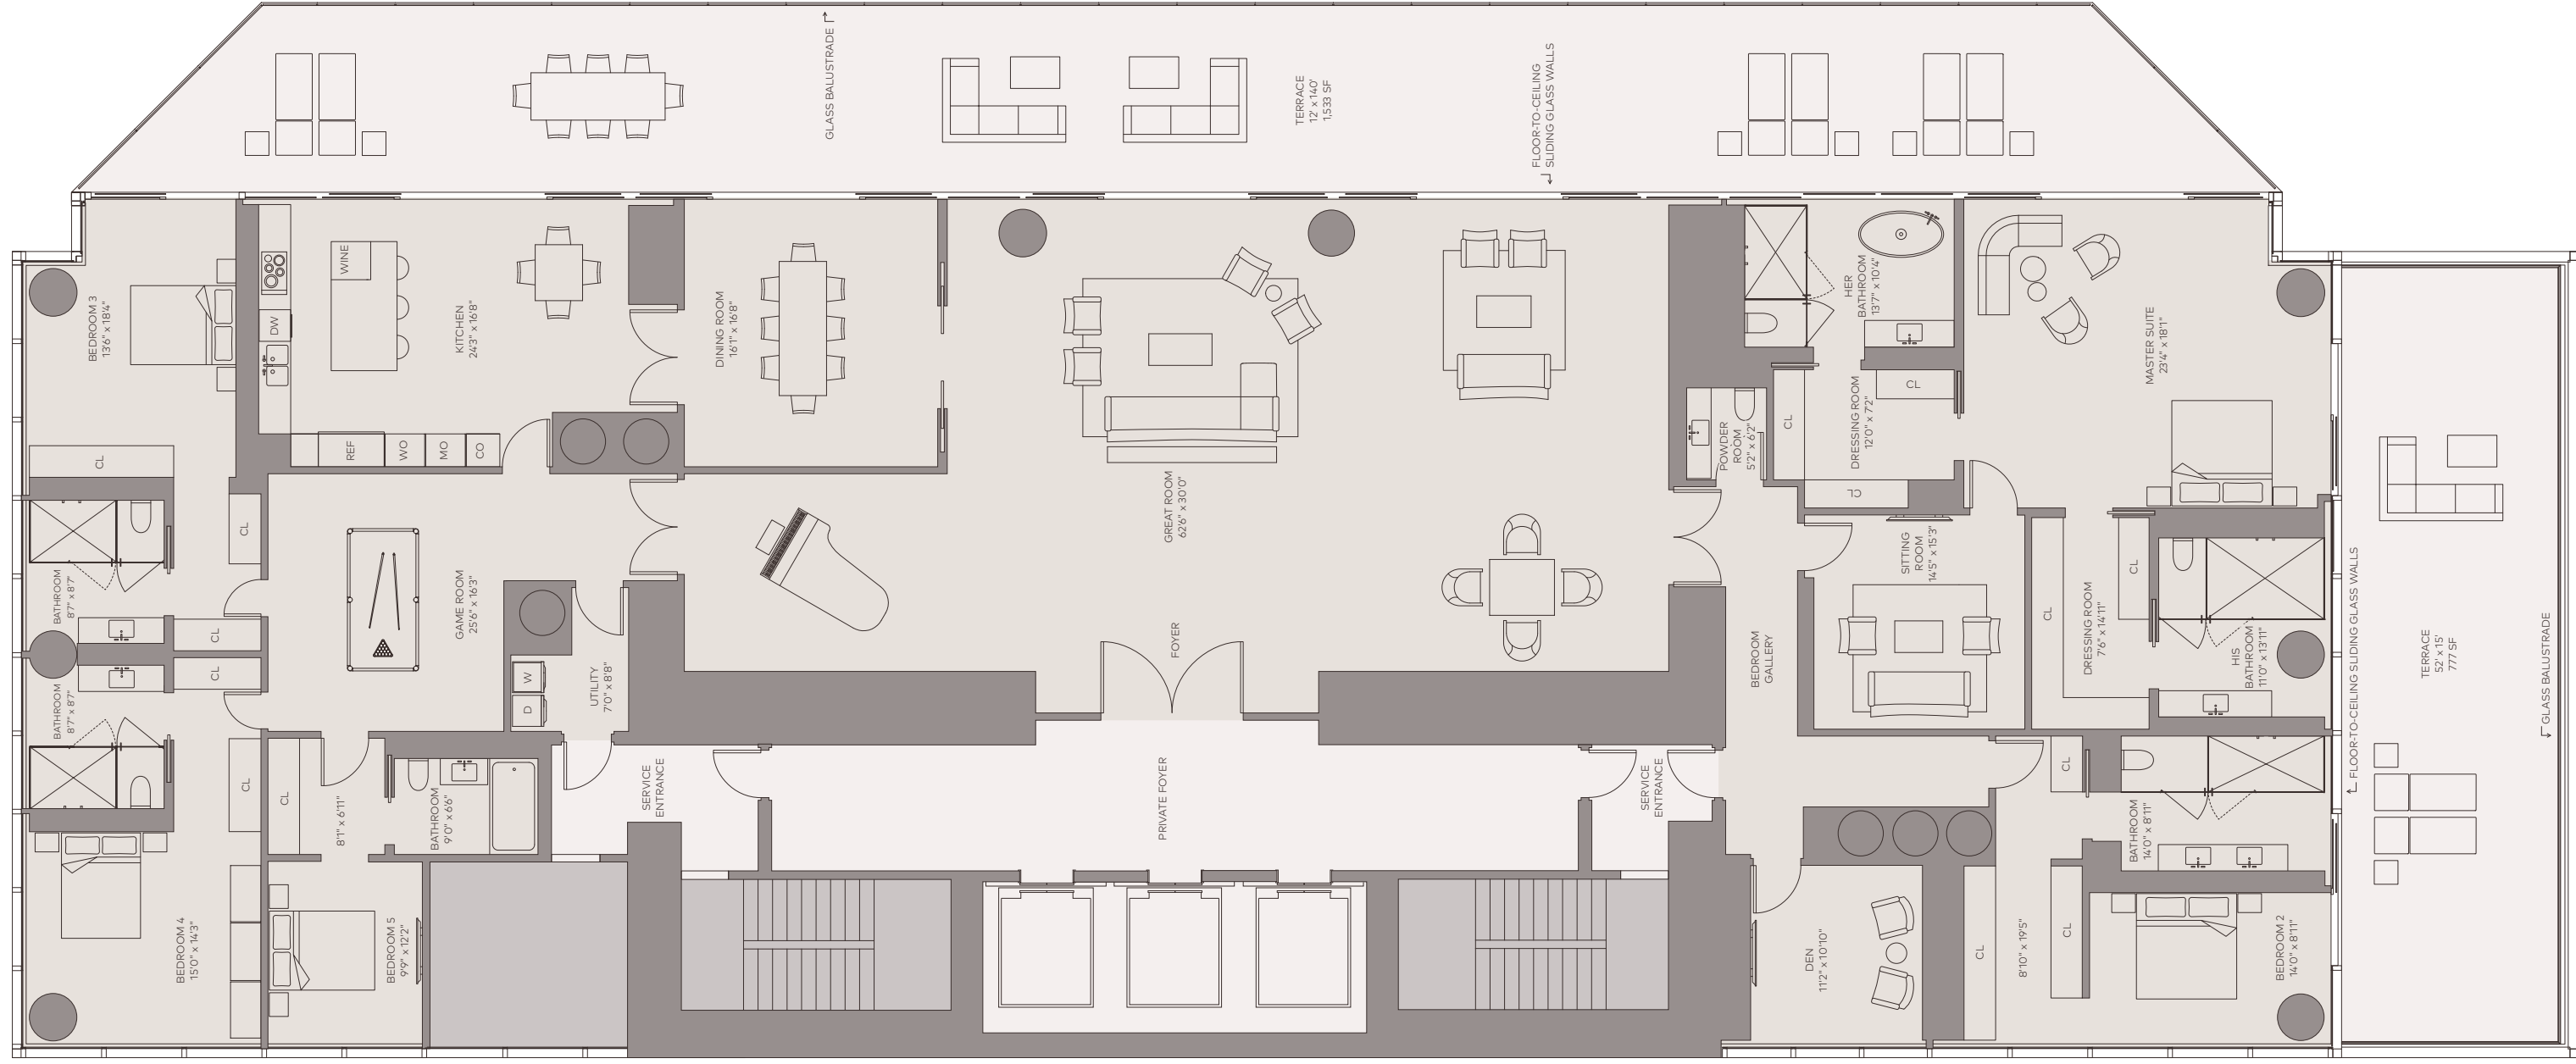 GLASS BALUSTRADE
TERRACE
12' x 140'
1,533 SF
FLOOR-TO-CEILING
SLIDING GLASS WALLS
BEDROOM 3
13'6" x 18'4"
WINE
DW
KITCHEN
24'3" x 16'8"
REF
WO
MO
CO
DINING ROOM
16'1" x 16'8"
GREAT ROOM
62'6" x 30'0"
HER
BATHROOM
13'7" x 10'4"
MASTER SUITE
23'4" x 18'1"
POWDER
ROOM
5'2" x 6'2"
CL
DRESSING ROOM
12'0" x 7'2"
CL
CL
CL
CL
BATHROOM
8'7" x 8'7"
CL
GAME ROOM
25'6" x 16'3"
CL
BATHROOM
8'7" x 8'7"
W
D
UTILITY
7'0" x 8'8"
FOYER
BEDROOM
GALLERY
SITTING
ROOM
14'5" x 15'3"
CL
CL
DRESSING ROOM
7'6" x 14'11"
HIS
BATHROOM
11'0" x 13'11"
FLOOR-TO-CEILING SLIDING GLASS WALLS
TERRACE
52' x 15'
777 SF
GLASS BALUSTRADE
CL
CL
8'1" x 6'11"
BATHROOM
9'0" x 6'6"
SERVICE
ENTRANCE
PRIVATE FOYER
SERVICE
ENTRANCE
CL
BATHROOM
14'0" x 8'11"
BEDROOM 4
15'0" x 14'3"
BEDROOM 5
9'9" x 12'2"
DEN
11'2" x 10'10"
CL
8'10" x 19'5"
CL
BEDROOM 2
14'0" x 8'11"